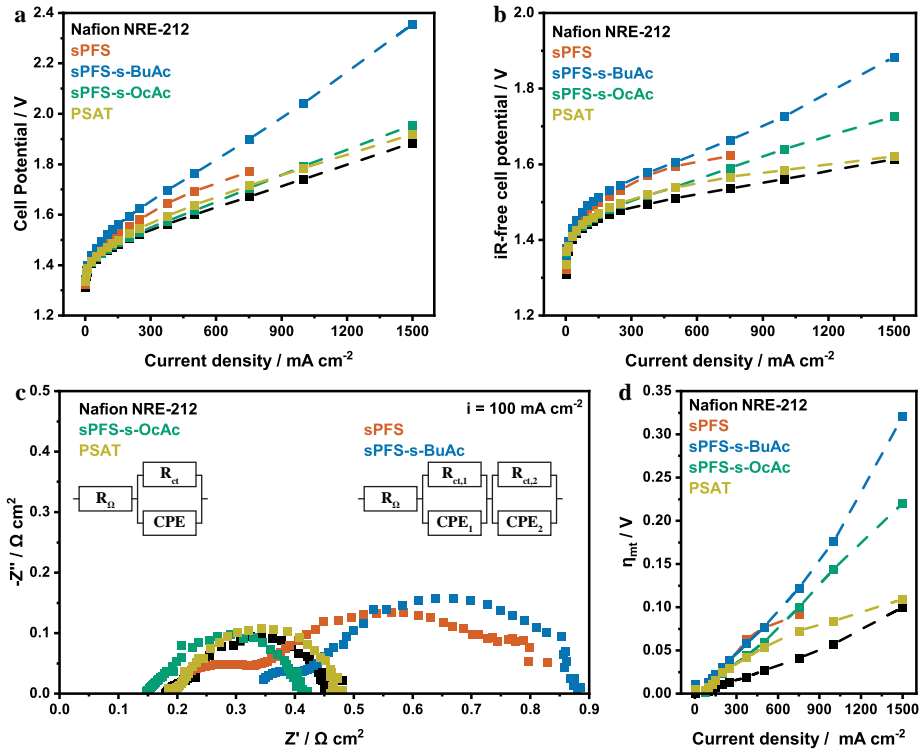 a
Nafion NRE-212
sPFS
sPFS-s-BuAc
sPFS-s-OcAc
PSAT
Cell Potential / V
2.4
2.2
2.0
1.8
1.6
1.4
1.2
0 300 600 900 1200 1500
Current density / mA cm⁻²
b
Nafion NRE-212
sPFS
sPFS-s-BuAc
sPFS-s-OcAc
PSAT
iR-free cell potential / V
2.0
1.8
1.6
1.4
1.2
0 300 600 900 1200 1500
Current density / mA cm⁻²
c
Nafion NRE-212
sPFS-s-OcAc
PSAT
i = 100 mA cm⁻²
sPFS
sPFS-s-BuAc
R_Ω
R_ct
CPE
R_Ω
R_ct,1
R_ct,2
CPE₁
CPE₂
-Z'' / Ω cm²
0.5
0.4
0.3
0.2
0.1
0.0
0.0 0.1 0.2 0.3 0.4 0.5 0.6 0.7 0.8 0.9
Z' / Ω cm²
d
Nafion NRE-212
sPFS
sPFS-s-BuAc
sPFS-s-OcAc
PSAT
η_mt / V
0.35
0.30
0.25
0.20
0.15
0.10
0.05
0.00
0 300 600 900 1200 1500
Current density / mA cm⁻²